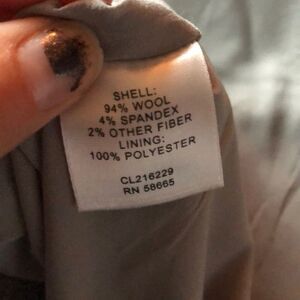 SHELL:
94% WOOL
4% SPANDEX
2% OTHER FIBER
LINING:
100% POLYESTER
CL216229
RN 58665